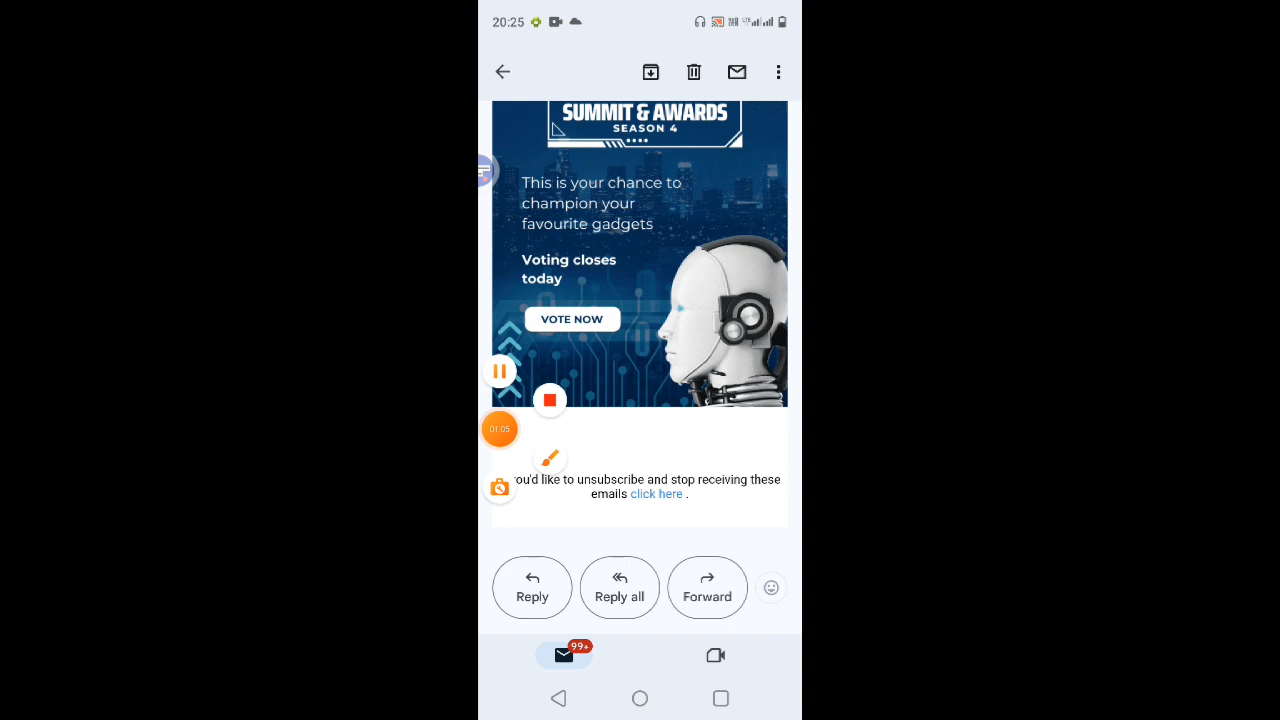 20:25
SUMMIT & AWARDS
SEASON 4
This is your chance to
champion your
favourite gadgets
Voting closes
today
VOTE NOW
01:05
ou'd like to unsubscribe and stop receiving these
emails click here .
Reply
Reply all
Forward
99+